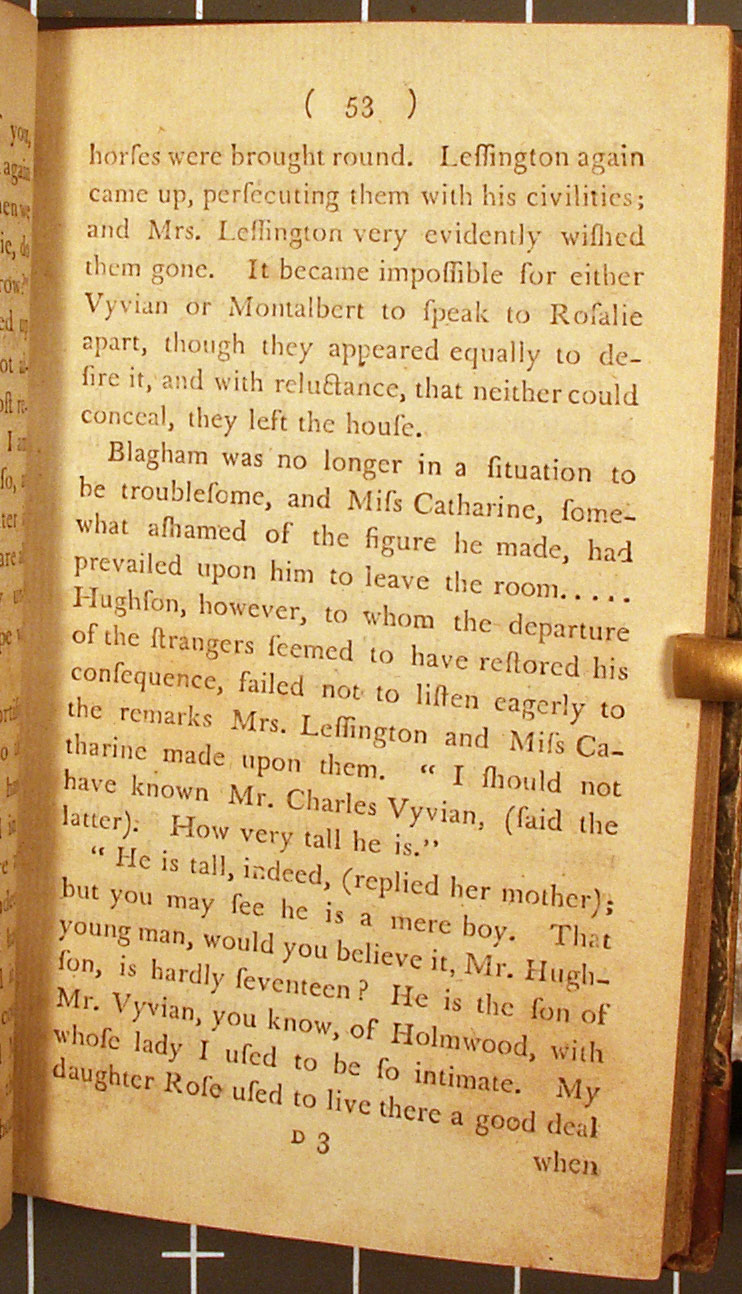 ( 53 )
horſes were brought round. Leſſington again
came up, perſecuting them with his civilities;
and Mrs. Leſſington very evidently wiſhed
them gone. It became impoſſible for either
Vyvian or Montalbert to ſpeak to Roſalie
apart, though they appeared equally to de-
ſire it, and with reluctance, that neither could
conceal, they left the houſe.
Blagham was no longer in a ſituation to
be troubleſome, and Miſs Catharine, ſome-
what aſhamed of the figure he made, had
prevailed upon him to leave the room.....
Hughſon, however, to whom the departure
of the ſtrangers ſeemed to have reſtored his
conſequence, failed not to liſten eagerly to
the remarks Mrs. Leſſington and Miſs Ca-
tharine made upon them. “ I ſhould not
have known Mr. Charles Vyvian, (ſaid the
latter): How very tall he is.”
“ He is tall, indeed, (replied her mother);
but you may ſee he is a mere boy. That
young man, would you believe it, Mr. Hugh-
ſon, is hardly ſeventeen? He is the ſon of
Mr. Vyvian, you know, of Holmwood, with
whoſe lady I uſed to be ſo intimate. My
daughter Roſe uſed to live there a good deal
D 3
when
you,
again